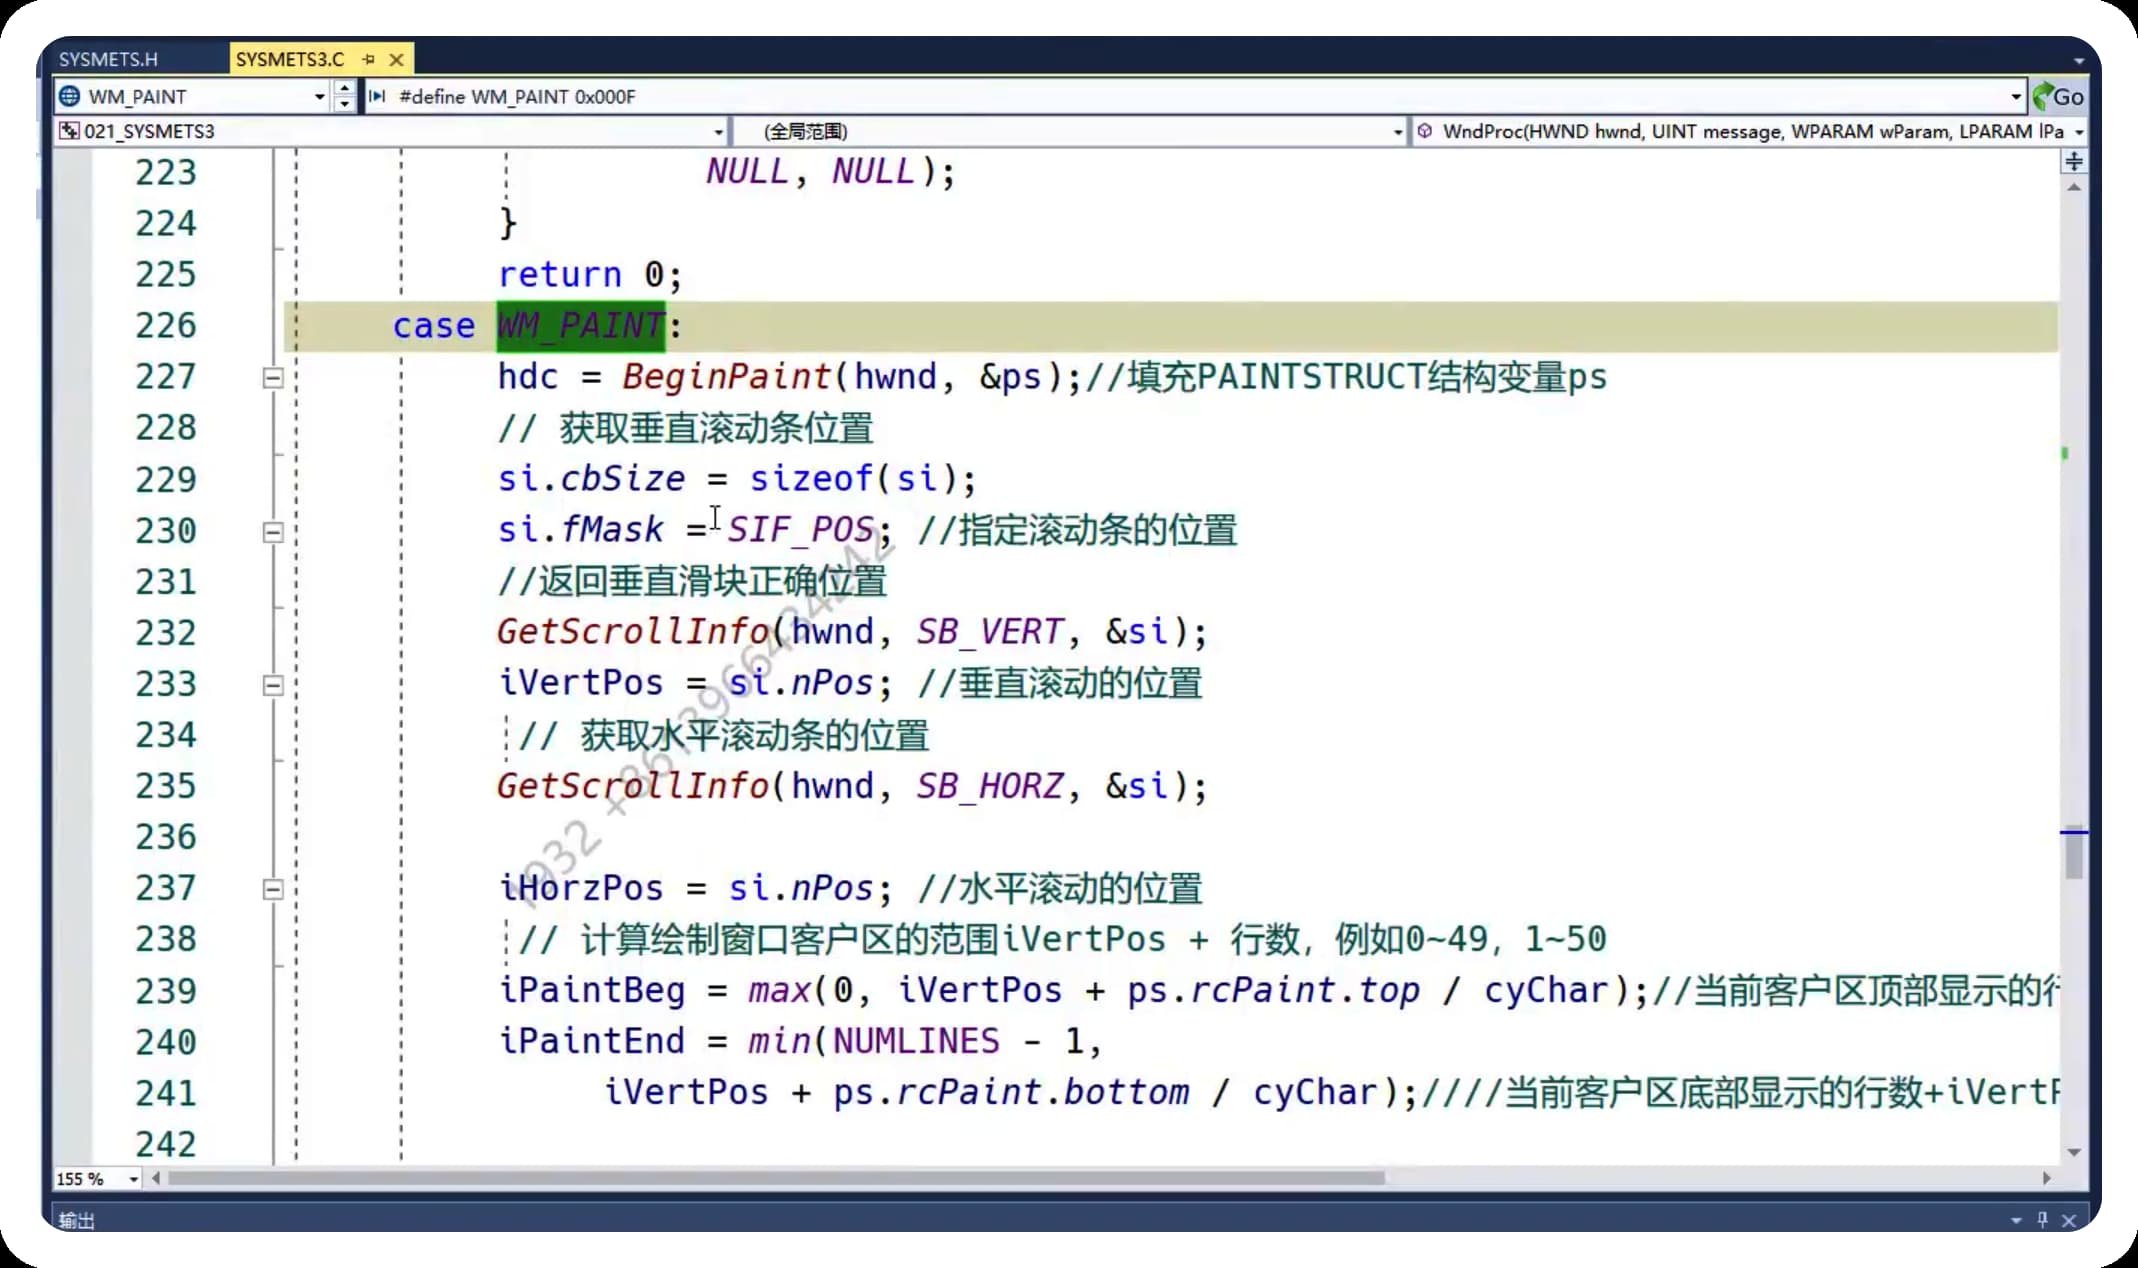 SYSMETS.H SYSMETS3.C
WM_PAINT #define WM_PAINT 0x000F Go
021_SYSMETS3 (全局范围) WndProc(HWND hwnd, UINT message, WPARAM wParam, LPARAM lPa
223 NULL, NULL);
224 }
225 return 0;
226 case WM_PAINT:
227 hdc = BeginPaint(hwnd, &ps);//填充PAINTSTRUCT结构变量ps
228 // 获取垂直滚动条位置
229 si.cbSize = sizeof(si);
230 si.fMask = SIF_POS; //指定滚动条的位置
231 //返回垂直滑块正确位置
232 GetScrollInfo(hwnd, SB_VERT, &si);
233 iVertPos = si.nPos; //垂直滚动的位置
234 // 获取水平滚动条的位置
235 GetScrollInfo(hwnd, SB_HORZ, &si);
236
237 iHorzPos = si.nPos; //水平滚动的位置
238 // 计算绘制窗口客户区的范围iVertPos + 行数，例如0~49，1~50
239 iPaintBeg = max(0, iVertPos + ps.rcPaint.top / cyChar);//当前客户区顶部显示的行
240 iPaintEnd = min(NUMLINES - 1,
241 iVertPos + ps.rcPaint.bottom / cyChar);////当前客户区底部显示的行数+iVert
242
155 %
输出